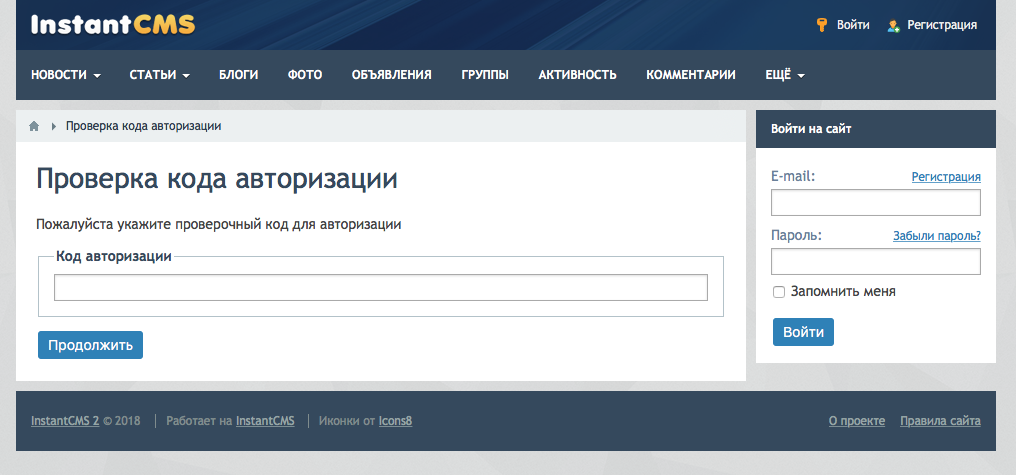 InstantCMS
Войти
Регистрация
НОВОСТИ СТАТЬИ БЛОГИ ФОТО ОБЪЯВЛЕНИЯ ГРУППЫ АКТИВНОСТЬ КОММЕНТАРИИ ЕЩЁ
Проверка кода авторизации
Проверка кода авторизации
Пожалуйста укажите проверочный код для авторизации
Код авторизации
Продолжить
Войти на сайт
E-mail: Регистрация
Пароль: Забыли пароль?
Запомнить меня
Войти
InstantCMS 2 © 2018 Работает на InstantCMS Иконки от Icons8 О проекте Правила сайта